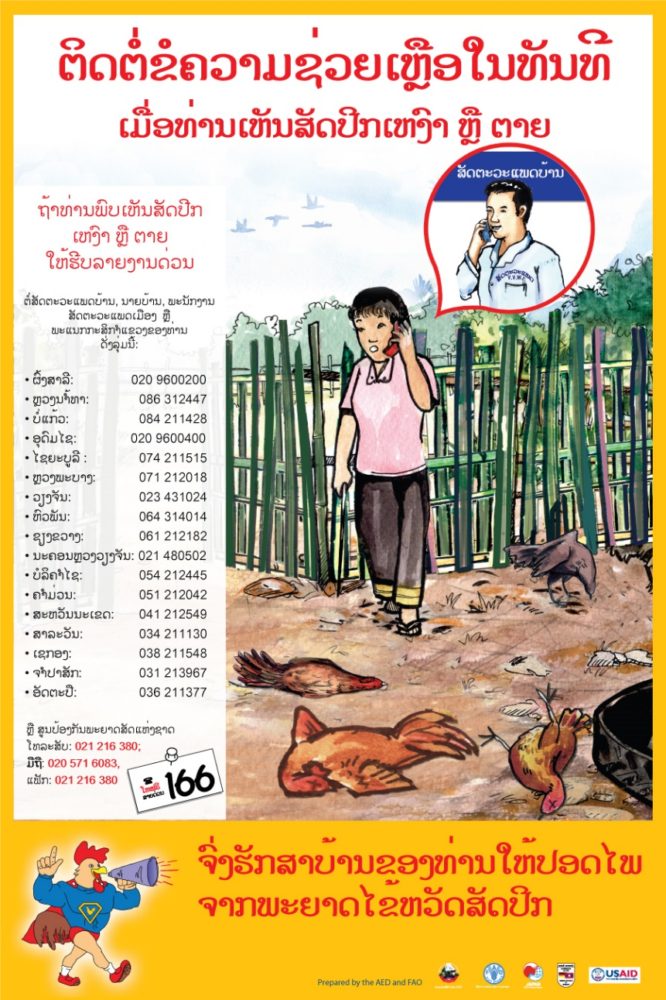 ຕິດຕໍ່ຂໍຄວາມຊ່ວຍເຫຼືອໃນທັນທີ
ເມື່ອທ່ານເຫັນສັດປີກເຫງົາ ຫຼື ຕາຍ
ສັດຕະວະແພດບ້ານ
ສັດຕະວະແພດ
V.V.W.
ຖ້າທ່ານພົບເຫັນສັດປີກ
ເຫງົາ ຫຼື ຕາຍ
ໃຫ້ຮີບລາຍງານດ່ວນ
ຕໍ່ສັດຕະວະແພດບ້ານ, ນາຍບ້ານ, ພະນັກງານ
ສັດຕະວະແພດເມືອງ ຫຼື
ພະແນກກະສິກຳແຂວງຂອງທ່ານ
ດັ່ງລຸ່ມນີ້:
• ຜົ້ງສາລີ: 020 9600200
• ຫຼວງນ້ຳທາ: 086 312447
• ບໍ່ແກ້ວ: 084 211428
• ອຸດົມໄຊ: 020 9600400
• ໄຊຍະບູລີ : 074 211515
• ຫຼວງພະບາງ: 071 212018
• ວຽງຈັນ: 023 431024
• ຫົວພັນ: 064 314014
• ຊຽງຂວາງ: 061 212182
• ນະຄອນຫຼວງວຽງຈັນ: 021 480502
• ບໍລິຄຳໄຊ: 054 212445
• ຄຳມ່ວນ: 051 212042
• ສະຫວັນນະເຂດ: 041 212549
• ສາລະວັນ: 034 211130
• ເຊກອງ: 038 211548
• ຈຳປາສັກ: 031 213967
• ອັດຕະປື: 036 211377
ຫຼື ສູນປ້ອງກັນພະຍາດສັດແຫ່ງຊາດ
ໂທລະສັບ: 021 216 380;
ມືຖື: 020 571 6083,
ແຟັກ: 021 216 380
ໂທຟຣີ
ສາຍດ່ວນ
166
ຈົ່ງຮັກສາບ້ານຂອງທ່ານໃຫ້ປອດໄພ
ຈາກພະຍາດໄຂ້ຫວັດສັດປີກ
Prepared by the AED and FAO
JAPAN
USAID